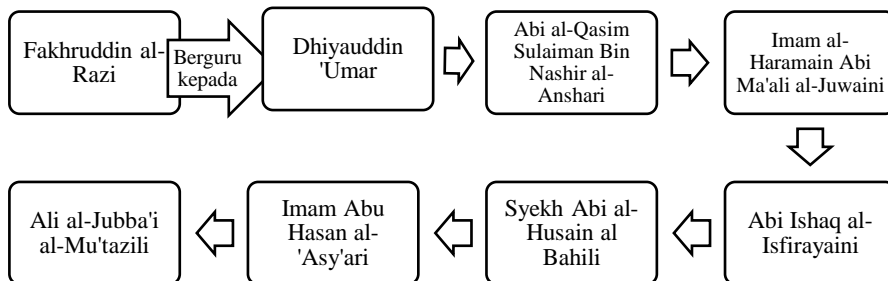 Fakhruddin al-
Razi
Berguru
kepada
Dhiyauddin
'Umar
Abi al-Qasim
Sulaiman Bin
Nashir al-
Anshari
Imam al-
Haramain Abi
Ma'ali al-Juwaini
Abi Ishaq al-
Isfirayaini
Syekh Abi al-
Husain al
Bahili
Imam Abu
Hasan al-
'Asy'ari
Ali al-Jubba'i
al-Mu'tazili